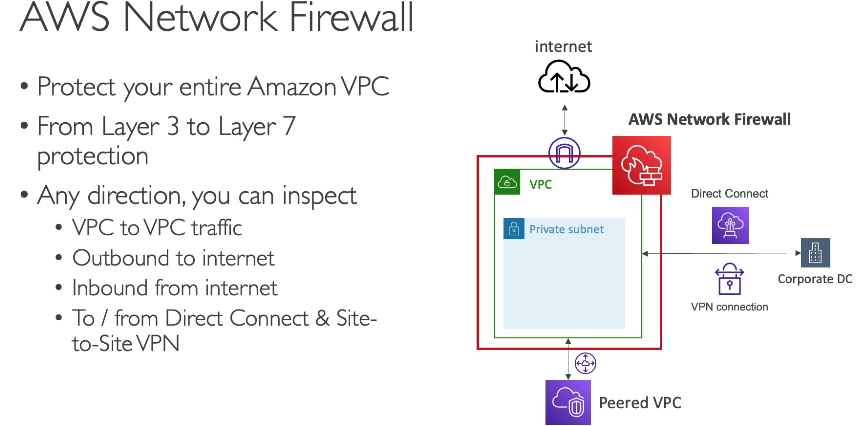 AWS Network Firewall
• Protect your entire Amazon VPC
• From Layer 3 to Layer 7
protection
• Any direction, you can inspect
• VPC to VPC traffic
• Outbound to internet
• Inbound from internet
• To / from Direct Connect & Site-
to-Site VPN
internet
AWS Network Firewall
VPC
Direct Connect
Private subnet
Corporate DC
VPN connection
Peered VPC